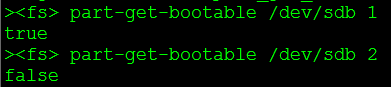 ><fs> part-get-bootable /dev/sdb 1
true
><fs> part-get-bootable /dev/sdb 2
false